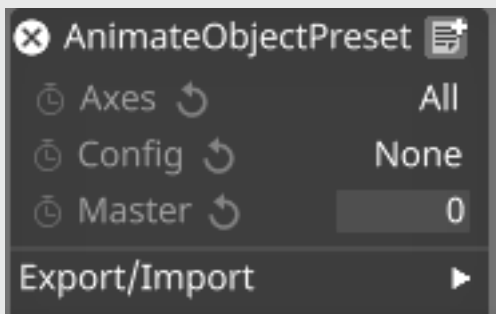 AnimateObjectPreset
Axes All
Config None
Master 0
Export/Import